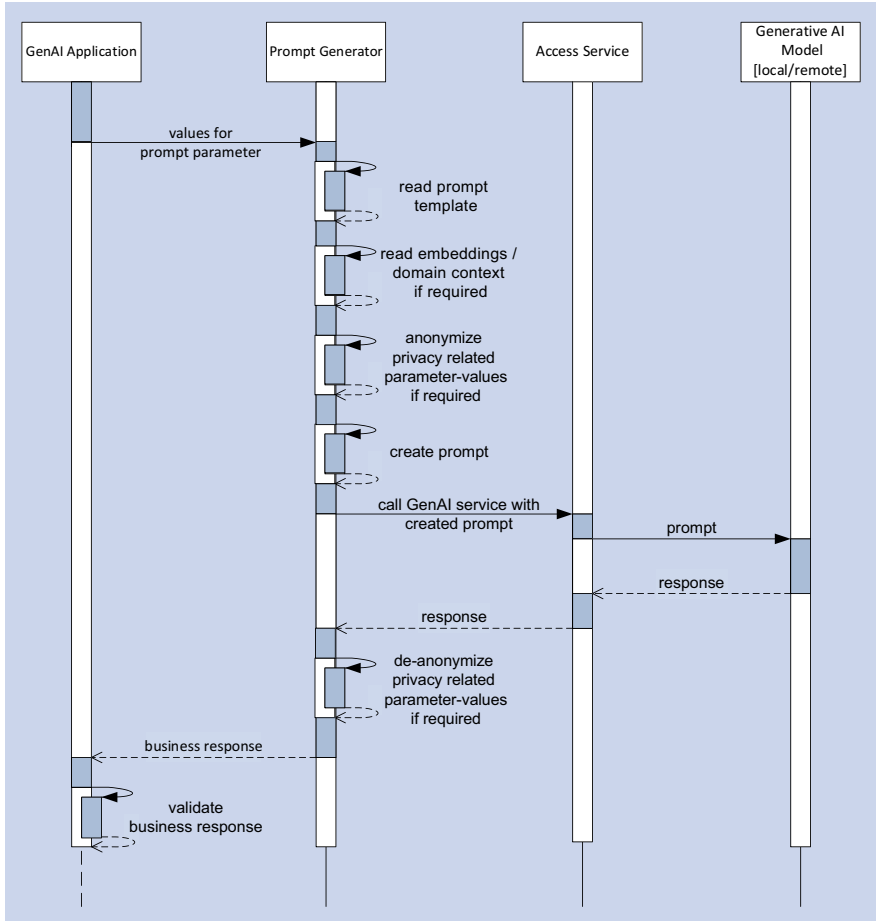 GenAI Application
Prompt Generator
Access Service
Generative AI
Model
[local/remote]
values for
prompt parameter
read prompt
template
read embeddings /
domain context
if required
anonymize
privacy related
parameter-values
if required
create prompt
call GenAI service with
created prompt
prompt
response
response
de-anonymize
privacy related
parameter-values
if required
business response
validate
business response